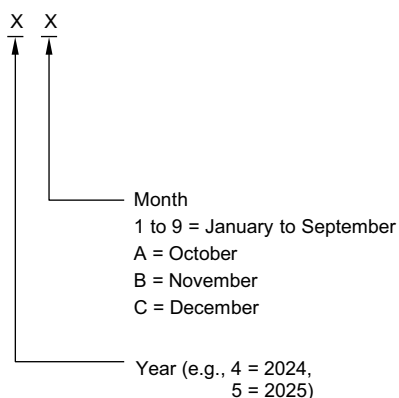 X X
Month
1 to 9 = January to September
A = October
B = November
C = December
Year (e.g., 4 = 2024,
5 = 2025)